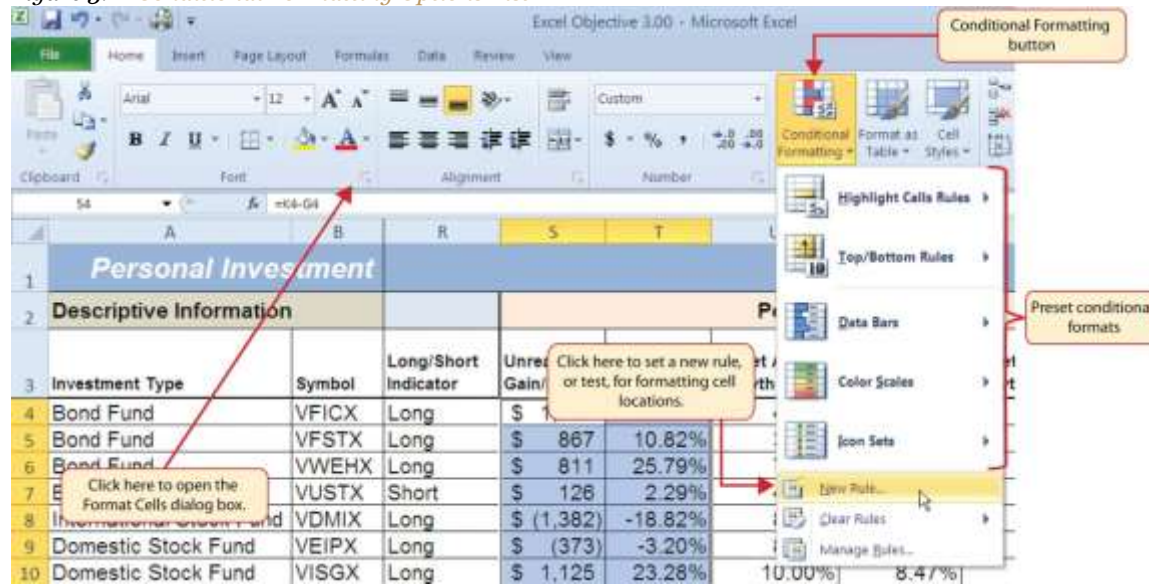 Excel Objective 3.00 - Microsoft Excel
Conditional Formatting button
File Home Insert Page Layout Formulas Data Review View
Arial 12 A A Custom
Paste B I U A $ - % , Conditional Formatting Format as Table Cell Styles
Clipboard Font Alignment Number
S4 fx =K4-G4
A B R S T
1 Personal Investment
2 Descriptive Information
3 Investment Type Symbol Long/Short Indicator
4 Bond Fund VFICX Long $
5 Bond Fund VFSTX Long $ 867 10.82%
6 Bond Fund VWEHX Long $ 811 25.79%
7 VUSTX Short $ 126 2.29%
8 International Stock Fund VDMIX Long $ (1,382) -18.82%
9 Domestic Stock Fund VEIPX Long $ (373) -3.20%
10 Domestic Stock Fund VISGX Long $ 1,125 23.28% 10.00% 8.47%
Click here to open the Format Cells dialog box.
Click here to set a new rule, or test, for formatting cell locations.
Highlight Cells Rules
Top/Bottom Rules
Data Bars
Color Scales
Icon Sets
New Rule...
Clear Rules
Manage Rules...
Preset conditiona
formats